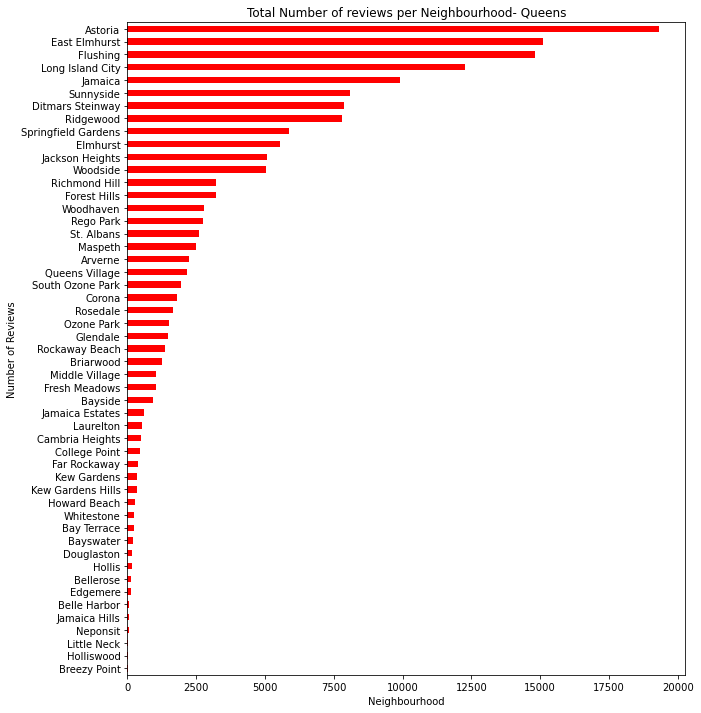 Total Number of reviews per Neighbourhood- Queens
Number of Reviews
Astoria
East Elmhurst
Flushing
Long Island City
Jamaica
Sunnyside
Ditmars Steinway
Ridgewood
Springfield Gardens
Elmhurst
Jackson Heights
Woodside
Richmond Hill
Forest Hills
Woodhaven
Rego Park
St. Albans
Maspeth
Arverne
Queens Village
South Ozone Park
Corona
Rosedale
Ozone Park
Glendale
Rockaway Beach
Briarwood
Middle Village
Fresh Meadows
Bayside
Jamaica Estates
Laurelton
Cambria Heights
College Point
Far Rockaway
Kew Gardens
Kew Gardens Hills
Howard Beach
Whitestone
Bay Terrace
Bayswater
Douglaston
Hollis
Bellerose
Edgemere
Belle Harbor
Jamaica Hills
Neponsit
Little Neck
Holliswood
Breezy Point
0 2500 5000 7500 10000 12500 15000 17500 20000
Neighbourhood